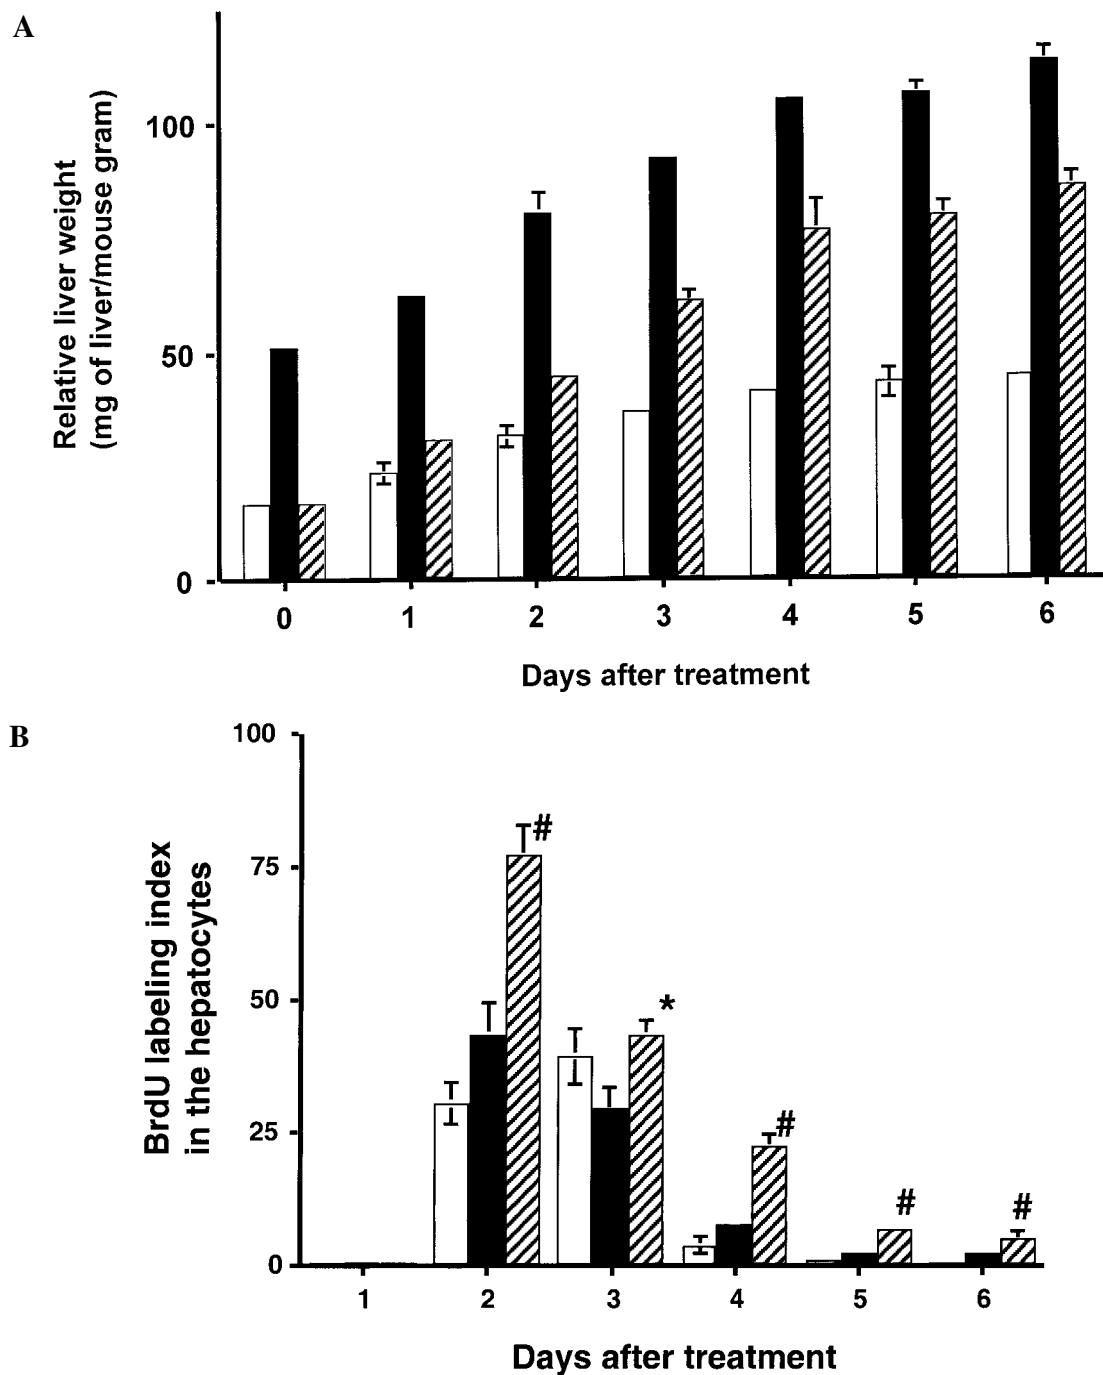 A
Relative liver weight
(mg of liver/mouse gram)
100
50
0
0 1 2 3 4 5 6
Days after treatment
B
BrdU labeling index
in the hepatocytes
100
75
50
25
0
#
*
#
#
#
1 2 3 4 5 6
Days after treatment